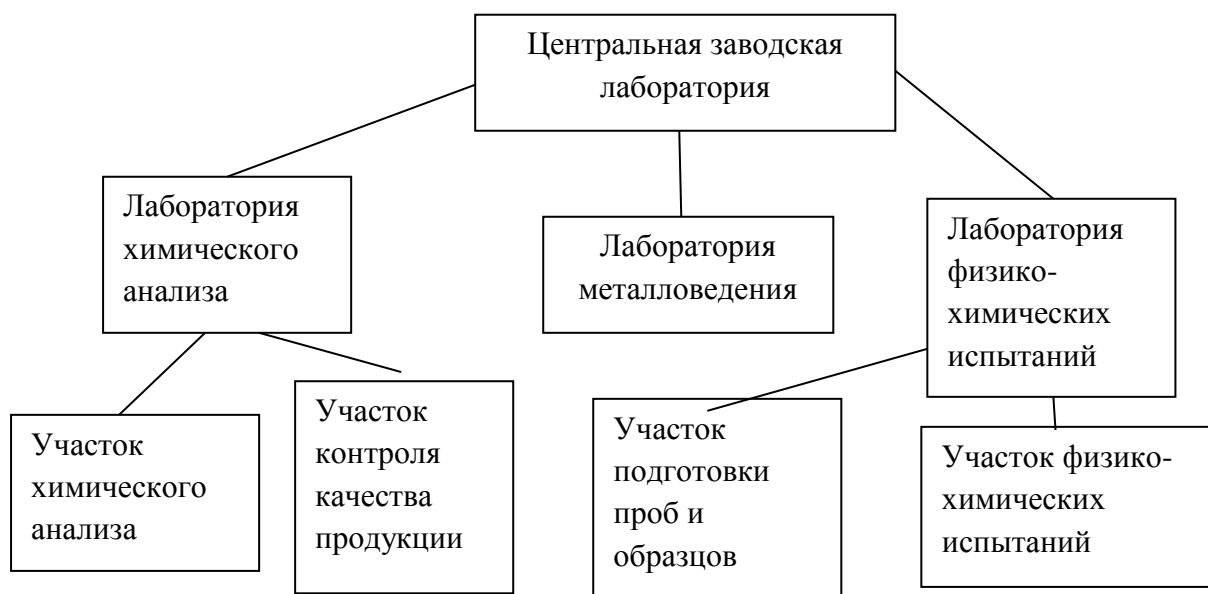 Центральная заводская
лаборатория
Лаборатория
химического
анализа
Лаборатория
металловедения
Лаборатория
физико-
химических
испытаний
Участок
химического
анализа
Участок
контроля
качества
продукции
Участок
подготовки
проб и
образцов
Участок физико-
химических
испытаний